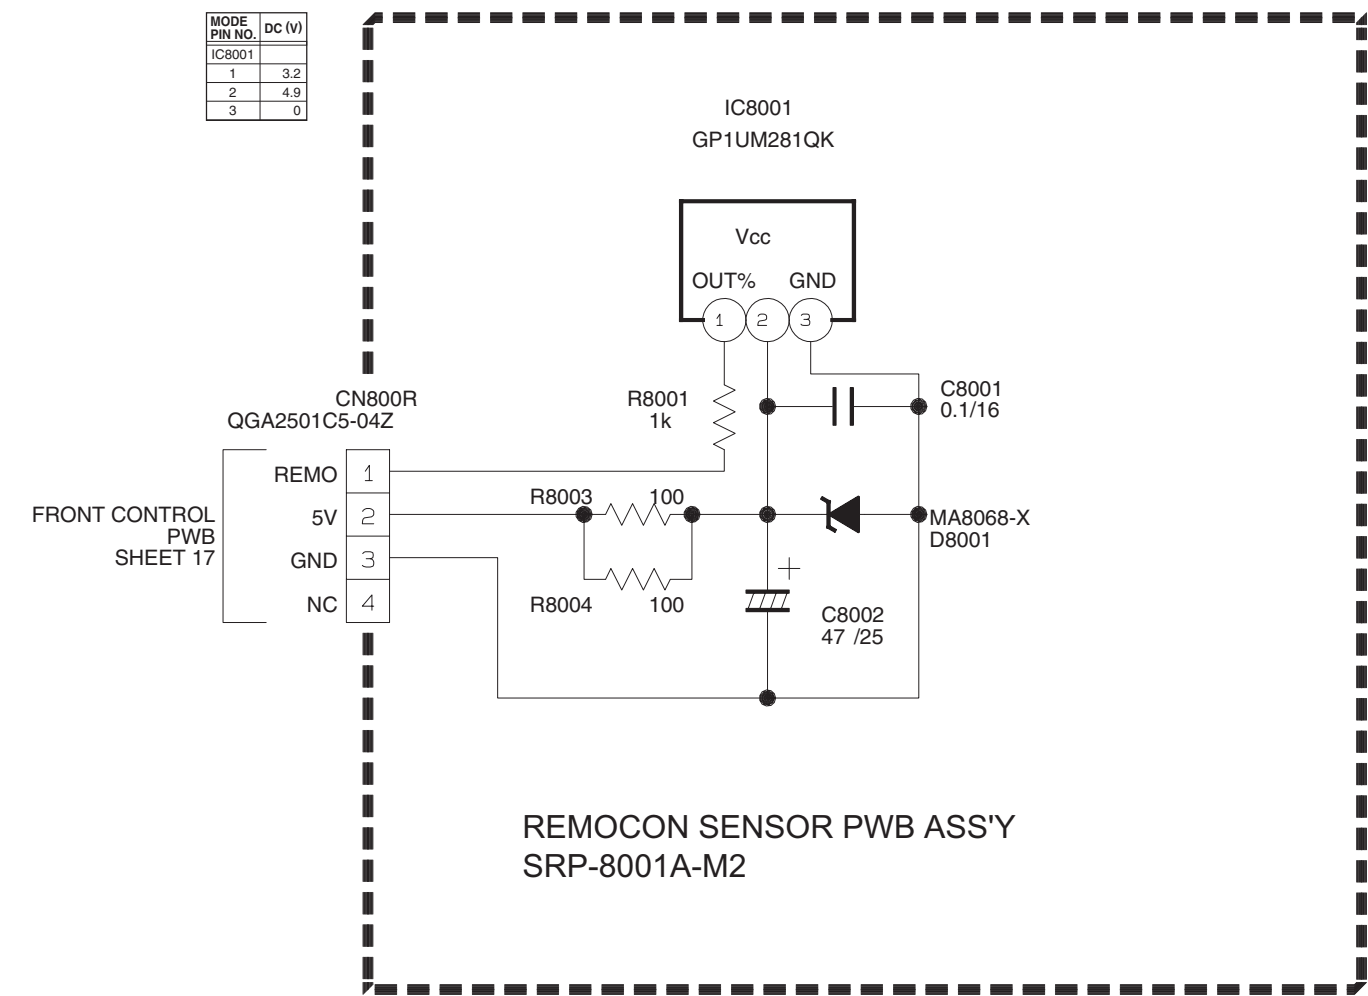 MODE
PIN NO. DC (V)
IC8001
1 3.2
2 4.9
3 0
IC8001
GP1UM281QK
Vcc
OUT% GND
1 2 3
R8001
1k
C8001
0.1/16
CN800R
QGA2501C5-04Z
FRONT CONTROL
PWB
SHEET 17
REMO 1
5V 2
GND 3
NC 4
R8003 100
R8004 100
MA8068-X
D8001
+
C8002
47 /25
REMOCON SENSOR PWB ASS'Y
SRP-8001A-M2